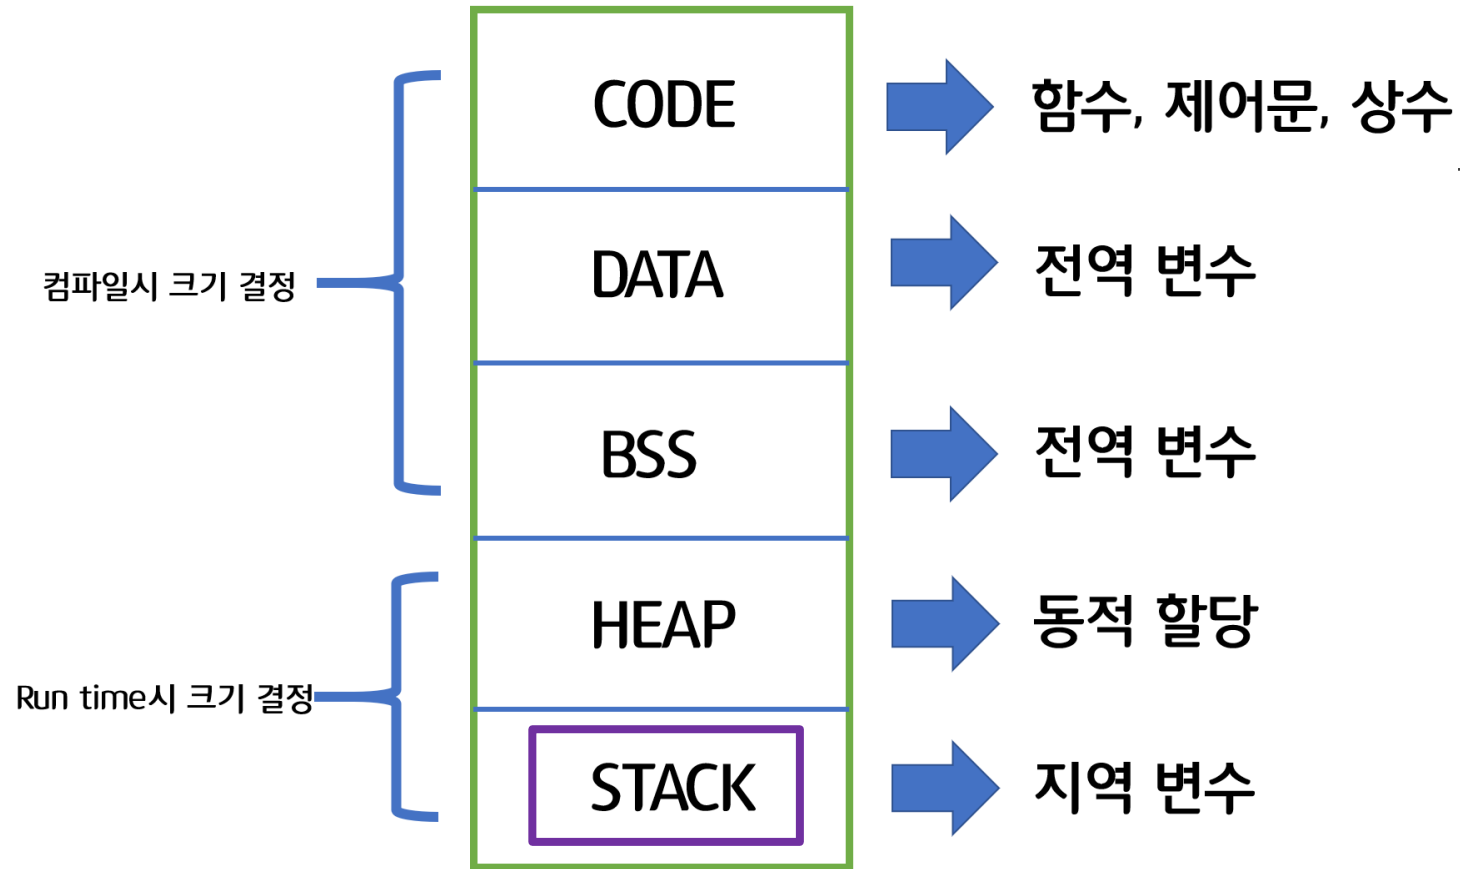 CODE
함수, 제어문, 상수
DATA
전역 변수
컴파일시 크기 결정
BSS
전역 변수
HEAP
동적 할당
Run time시 크기 결정
STACK
지역 변수